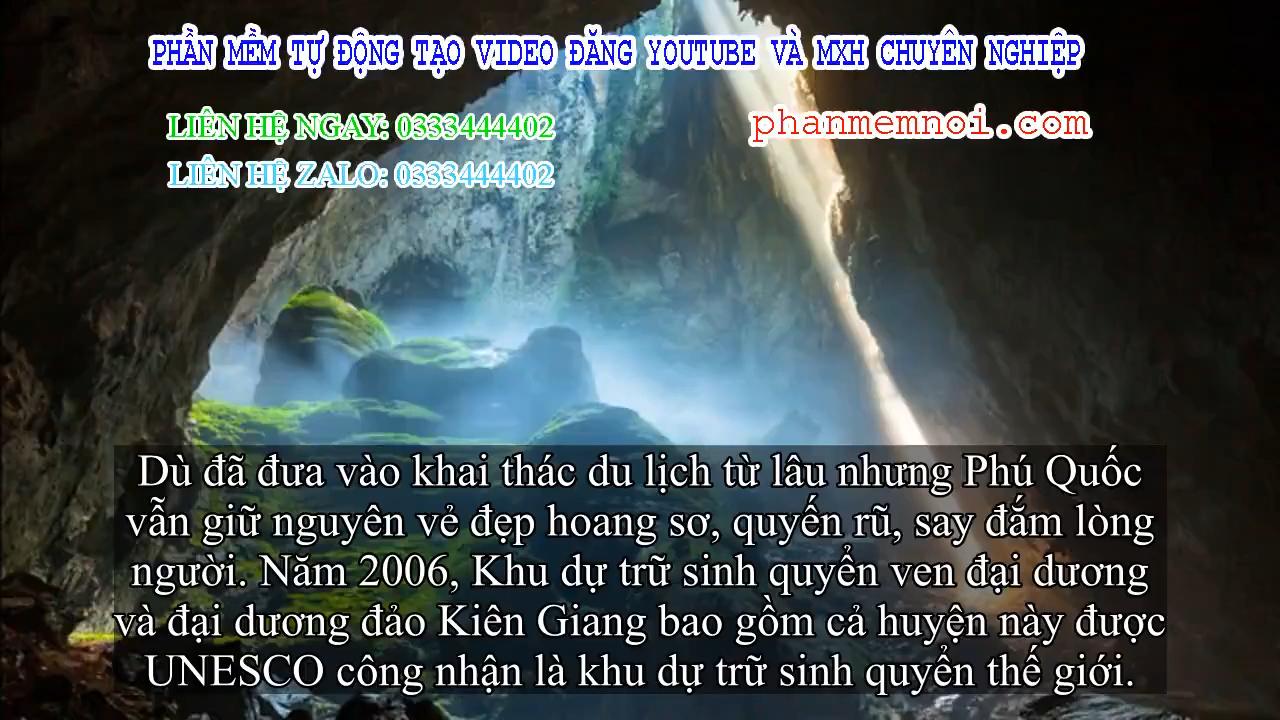 PHẦN MỀM TỰ ĐỘNG TẠO VIDEO ĐĂNG YOUTUBE VÀ MXH CHUYÊN NGHIỆP
LIÊN HỆ NGAY: 0333444402
phanmemnoi.com
LIÊN HỆ ZALO: 0333444402
Dù đã đưa vào khai thác du lịch từ lâu nhưng Phú Quốc
vẫn giữ nguyên vẻ đẹp hoang sơ, quyến rũ, say đắm lòng
người. Năm 2006, Khu dự trữ sinh quyển ven đại dương
và đại dương đảo Kiên Giang bao gồm cả huyện này được
UNESCO công nhận là khu dự trữ sinh quyển thế giới.